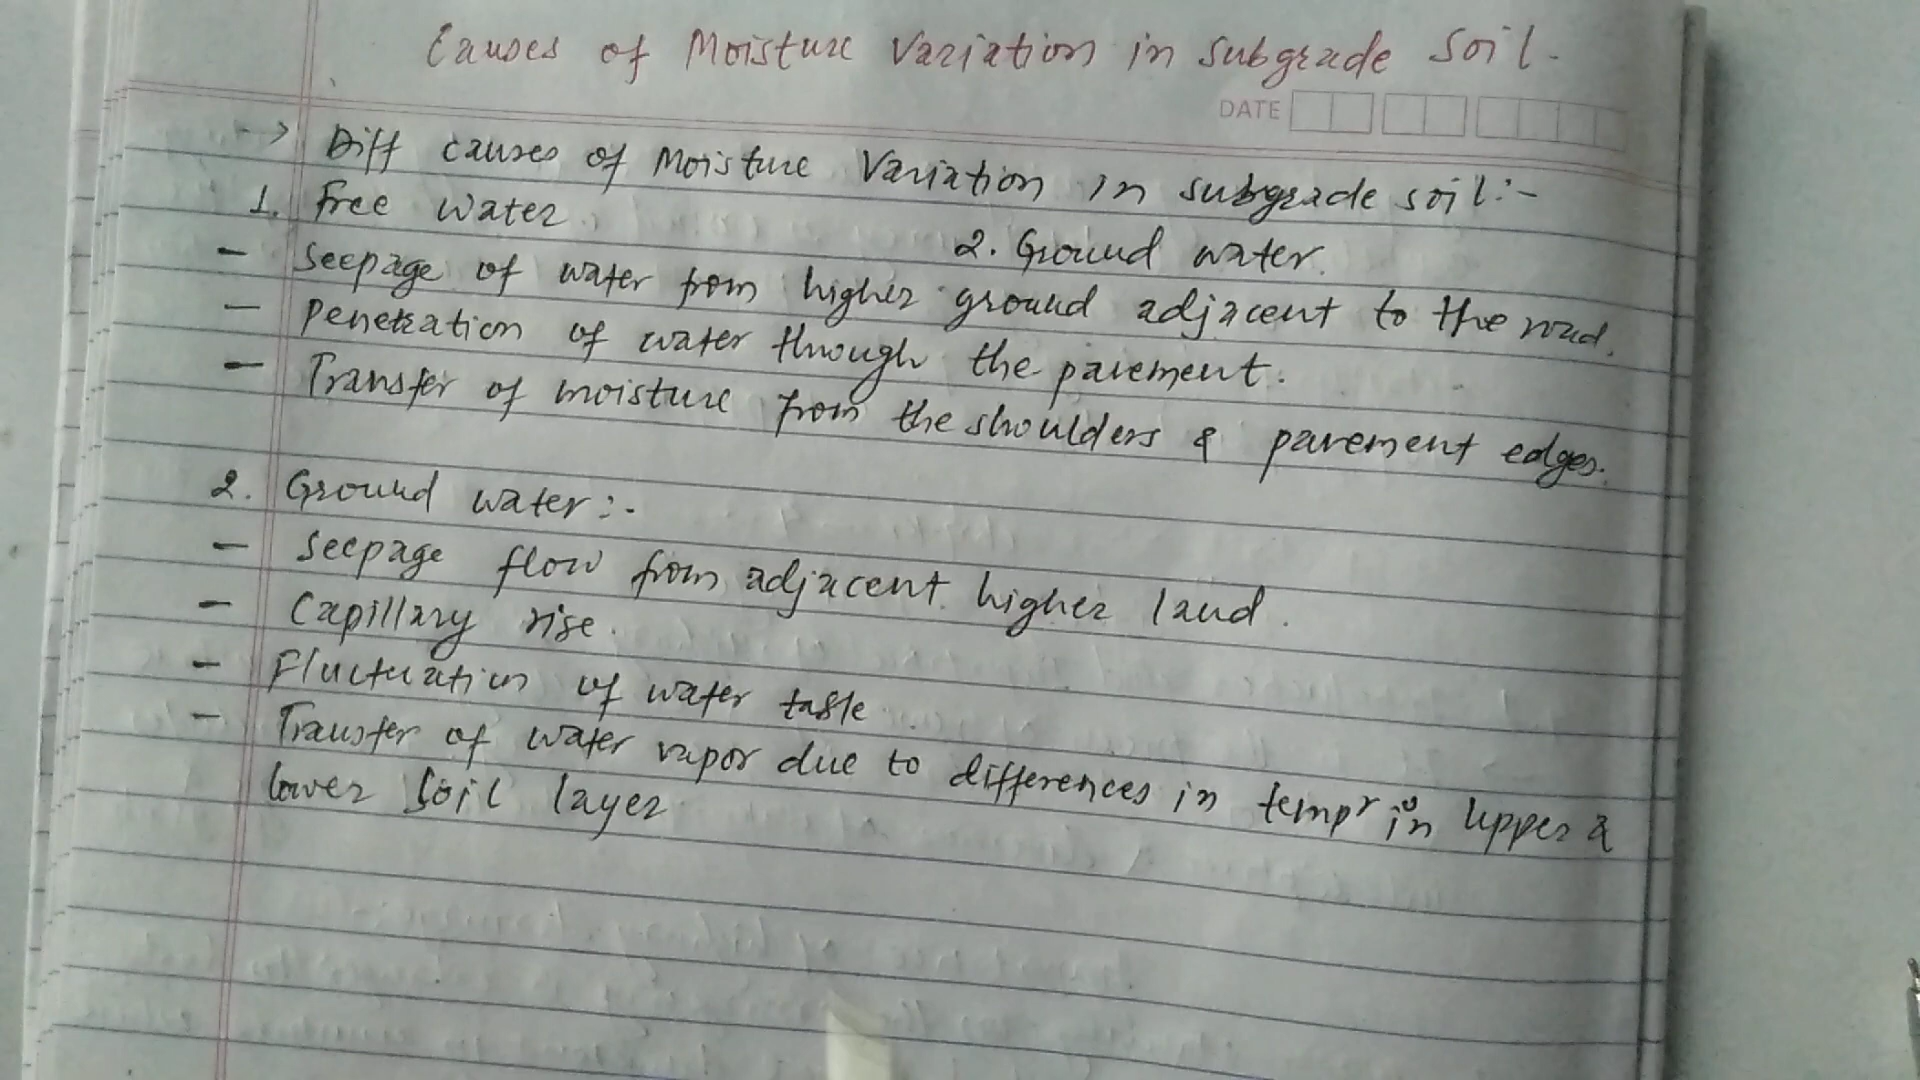 Causes of Moisture Variation in Subgrade Soil.
DATE
-> Diff causes of Moisture Variation in subgrade soil:-
1. Free water
2. Ground water.
- Seepage of water from higher ground adjacent to the road.
- Penetration of water through the pavement.
- Transfer of moisture from the shoulders & pavement edges.
2. Ground water:-
- Seepage flow from adjacent higher land.
- Capillary rise.
- Fluctuation of water table
- Transfer of water vapor due to differences in tempr in upper &
lower soil layer